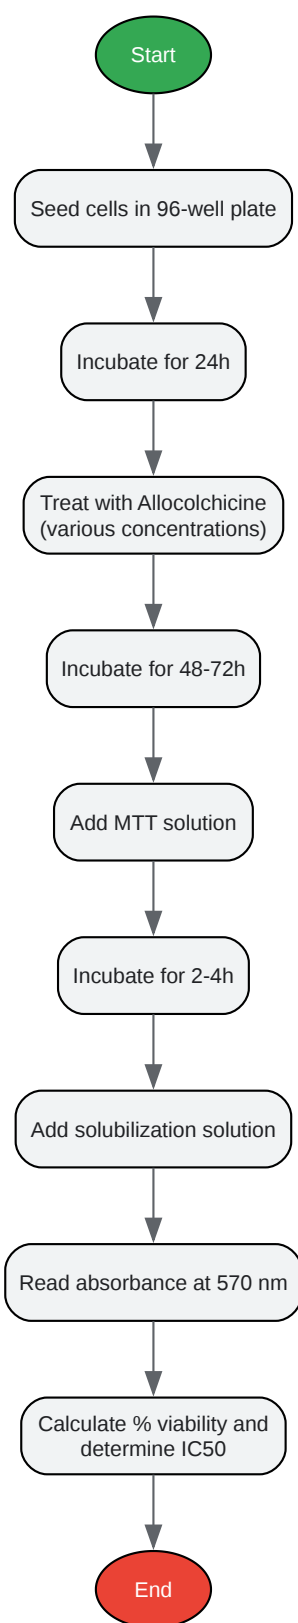 Start
Seed cells in 96-well plate
Incubate for 24h
Treat with Allocolchicine
(various concentrations)
Incubate for 48-72h
Add MTT solution
Incubate for 2-4h
Add solubilization solution
Read absorbance at 570 nm
Calculate % viability and
determine IC50
End